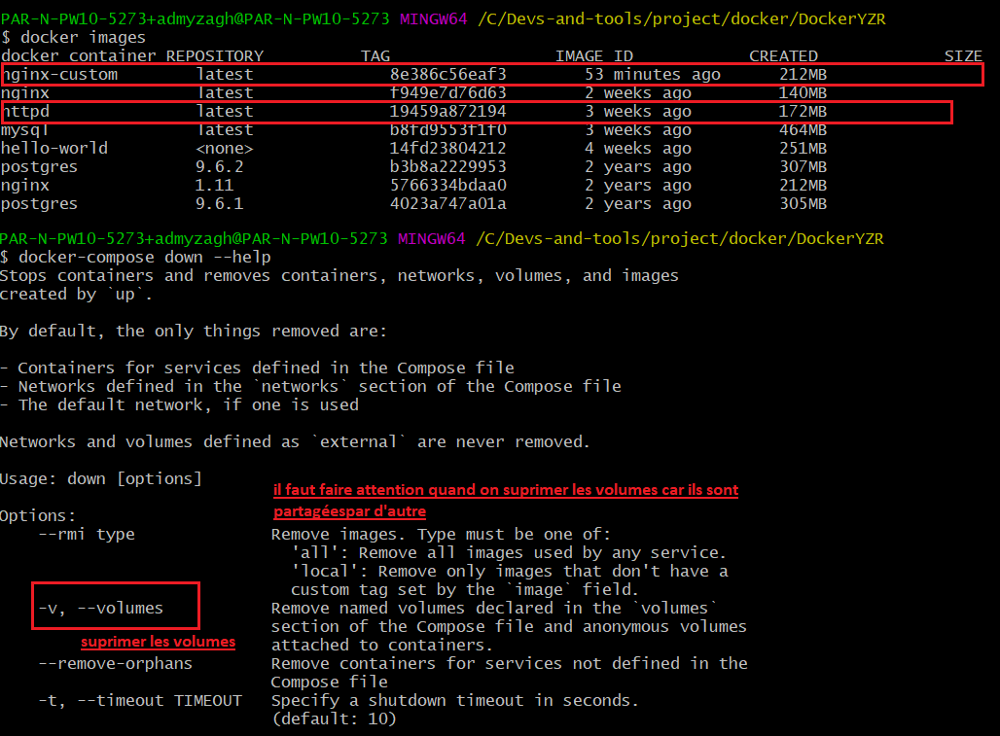 PAR-N-PW10-5273+admyzagh@PAR-N-PW10-5273 MINGW64 /C/Devs-and-tools/project/docker/DockerYZR
$ docker images
docker container REPOSITORY TAG IMAGE ID CREATED SIZE
nginx-custom latest 8e386c56eaf3 53 minutes ago 212MB
nginx latest f949e7d76d63 2 weeks ago 140MB
httpd latest 19459a872194 3 weeks ago 172MB
mysql latest b8fd9553f1f0 3 weeks ago 464MB
hello-world <none> 14fd23804212 4 weeks ago 251MB
postgres 9.6.2 b3b8a2229953 2 years ago 307MB
nginx 1.11 5766334bdaa0 2 years ago 212MB
postgres 9.6.1 4023a747a01a 2 years ago 305MB
PAR-N-PW10-5273+admyzagh@PAR-N-PW10-5273 MINGW64 /C/Devs-and-tools/project/docker/DockerYZR
$ docker-compose down --help
Stops containers and removes containers, networks, volumes, and images
created by `up`.
By default, the only things removed are:
- Containers for services defined in the Compose file
- Networks defined in the `networks` section of the Compose file
- The default network, if one is used
Networks and volumes defined as `external` are never removed.
Usage: down [options]
il faut faire attention quand on suprimer les volumes car ils sont
partagéespar d'autre
Options:
--rmi type Remove images. Type must be one of:
'all': Remove all images used by any service.
'local': Remove only images that don't have a
custom tag set by the `image` field.
-v, --volumes Remove named volumes declared in the `volumes`
section of the Compose file and anonymous volumes
suprimer les volumes
attached to containers.
--remove-orphans Remove containers for services not defined in the
Compose file
-t, --timeout TIMEOUT Specify a shutdown timeout in seconds.
(default: 10)